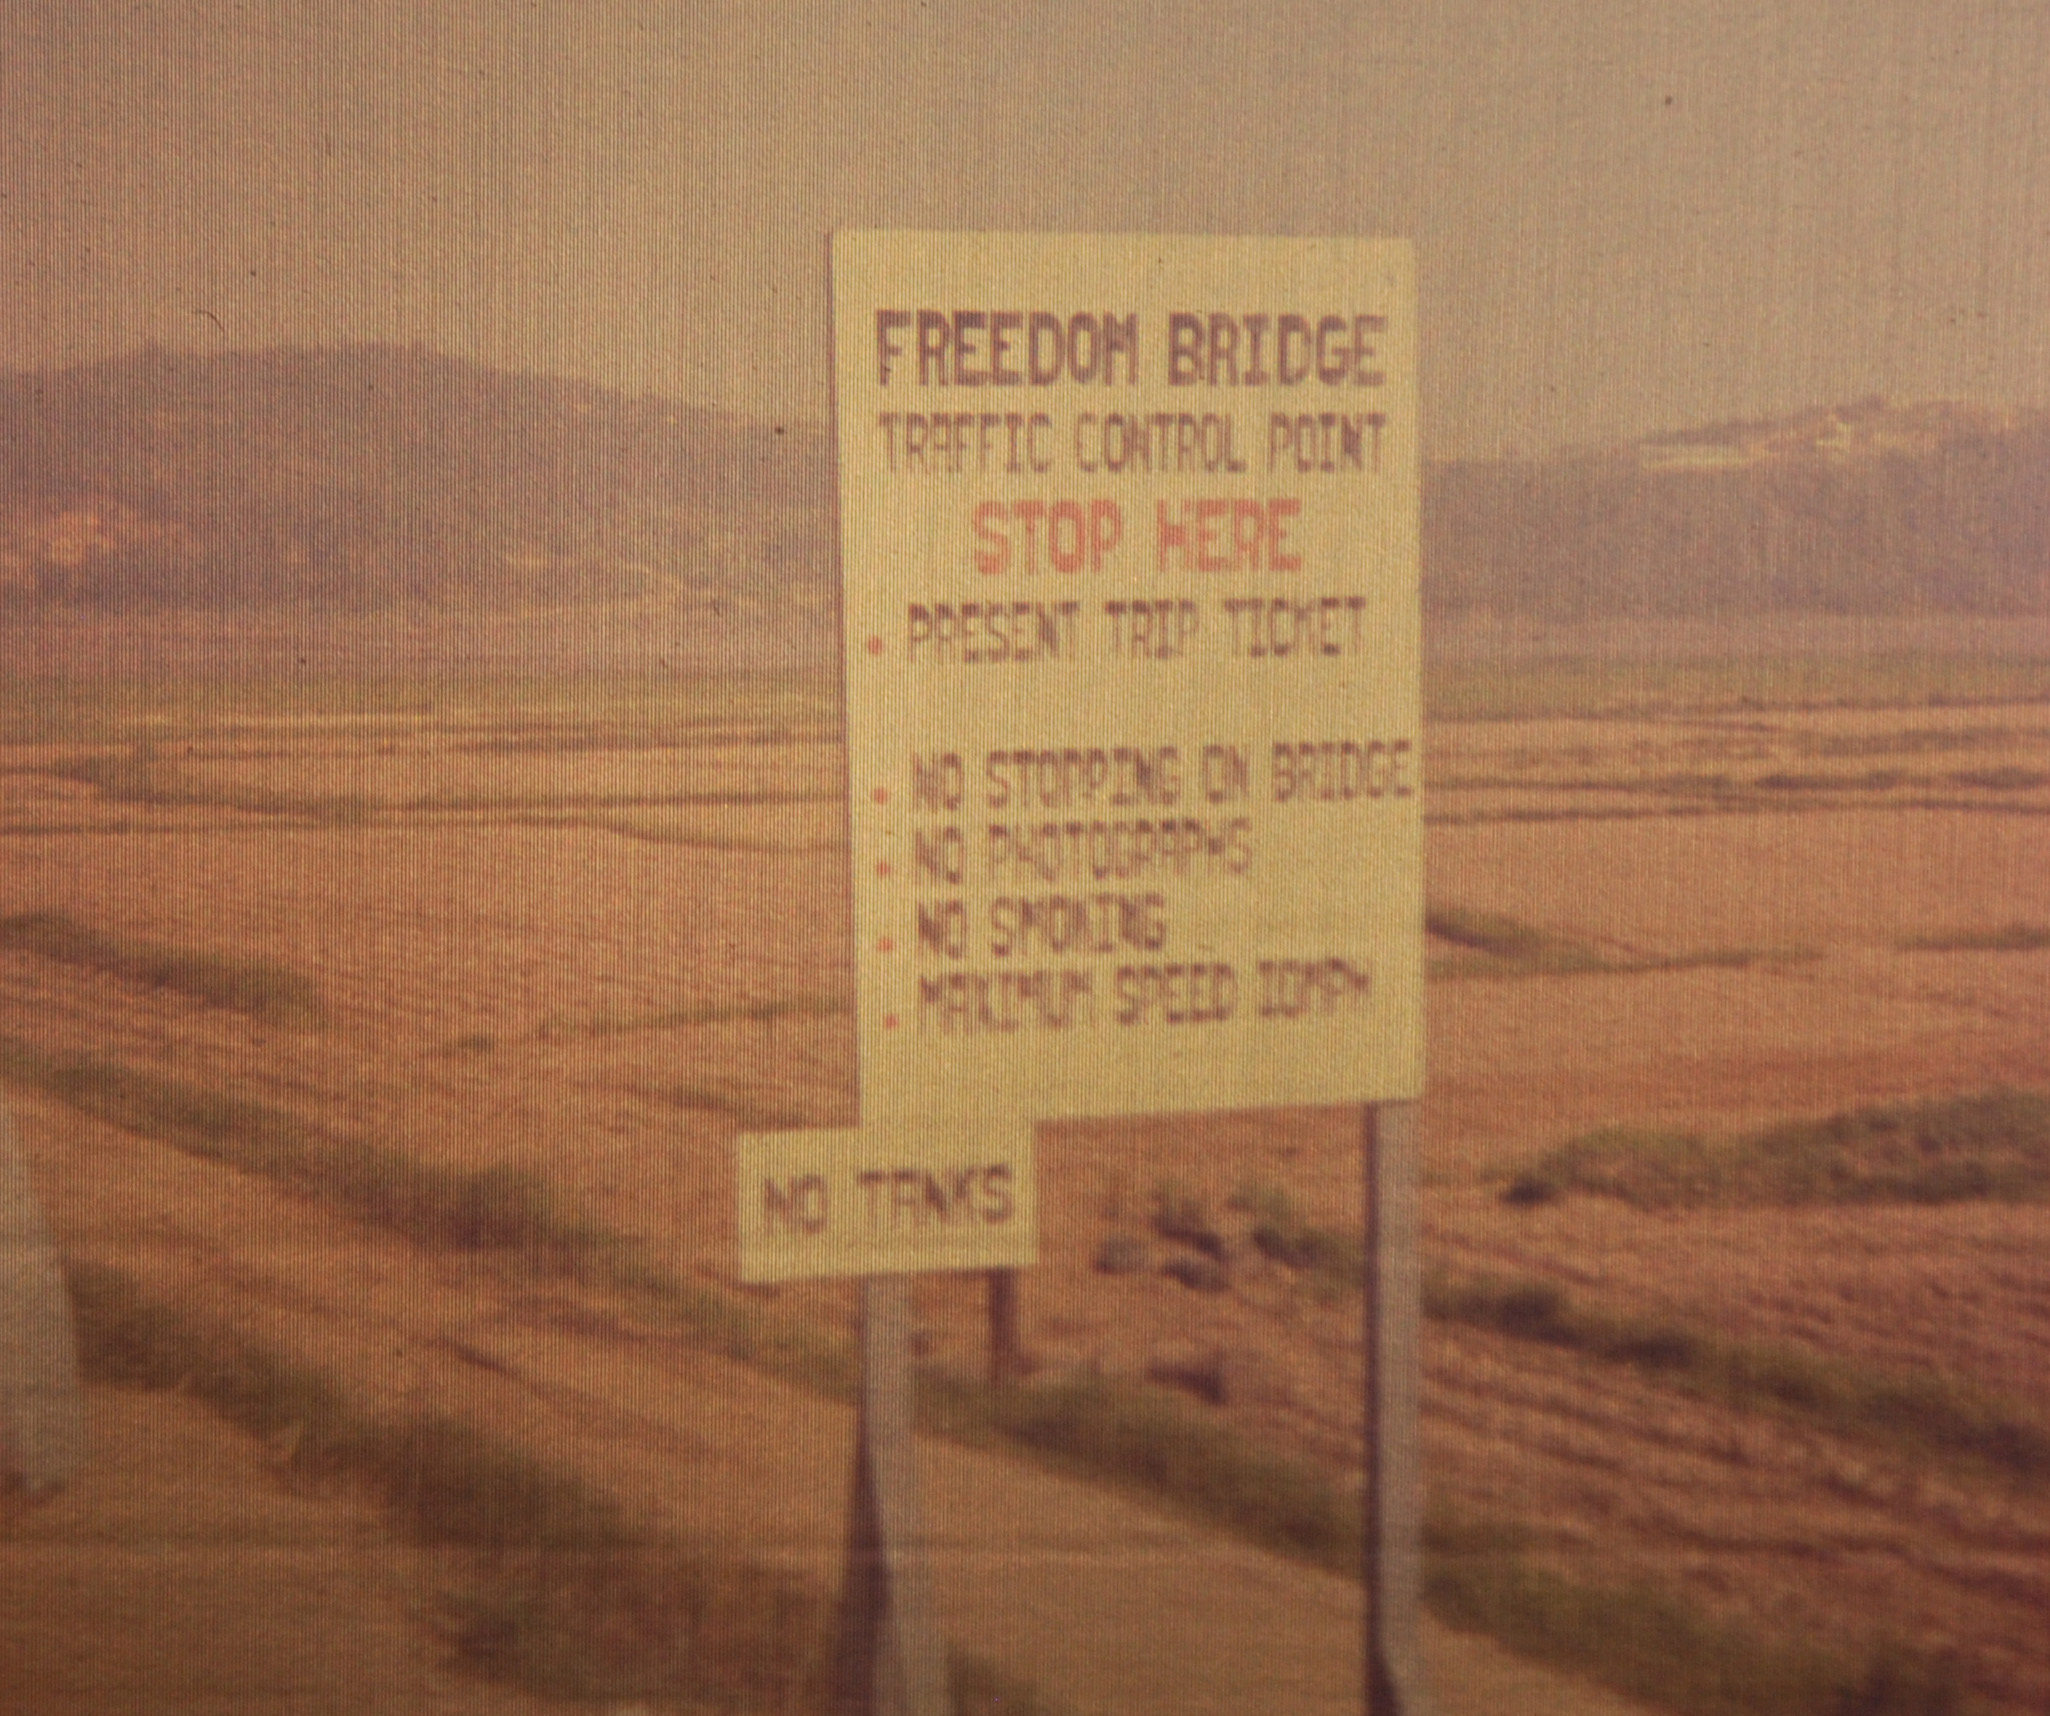 FREEDOM BRIDGE
TRAFFIC CONTROL POINT
STOP HERE
• PRESENT TRIP TICKET
• NO STOPPING ON BRIDGE
• NO PHOTOGRAPHS
• NO SMOKING
• MAXIMUM SPEED 10MPH
NO TANKS